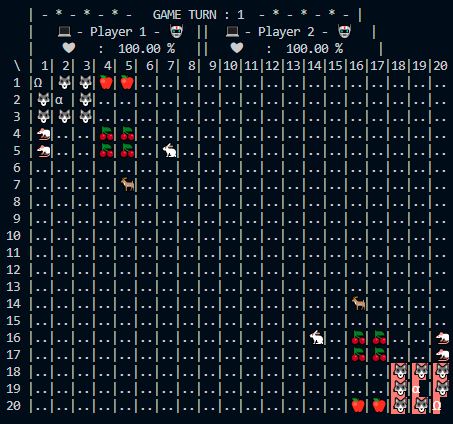 | - * - * - * - GAME TURN : 1 - * - * - * - |
| 💻 - Player 1 - 🤖 || 💻 - Player 2 - 🤖 |
| ♥ : 100.00 % || ♥ : 100.00 % |
\ | 1| 2| 3| 4| 5| 6| 7| 8| 9|10|11|12|13|14|15|16|17|18|19|20
1 |Ω |🐺|🐺|🍎|🍎|..|..|..|..|..|..|..|..|..|..|..|..|..|..|..
2 |🐺|α |🐺|..|..|..|..|..|..|..|..|..|..|..|..|..|..|..|..|..
3 |🐺|🐺|🐺|..|..|..|..|..|..|..|..|..|..|..|..|..|..|..|..|..
4 |🐀|..|..|🍒|🍒|..|..|..|..|..|..|..|..|..|..|..|..|..|..|..
5 |🐀|..|..|🍒|🍒|..|🐇|..|..|..|..|..|..|..|..|..|..|..|..|..
6 |..|..|..|..|..|..|..|..|..|..|..|..|..|..|..|..|..|..|..|..
7 |..|..|..|..|🐐|..|..|..|..|..|..|..|..|..|..|..|..|..|..|..
8 |..|..|..|..|..|..|..|..|..|..|..|..|..|..|..|..|..|..|..|..
9 |..|..|..|..|..|..|..|..|..|..|..|..|..|..|..|..|..|..|..|..
10 |..|..|..|..|..|..|..|..|..|..|..|..|..|..|..|..|..|..|..|..
11 |..|..|..|..|..|..|..|..|..|..|..|..|..|..|..|..|..|..|..|..
12 |..|..|..|..|..|..|..|..|..|..|..|..|..|..|..|..|..|..|..|..
13 |..|..|..|..|..|..|..|..|..|..|..|..|..|..|..|..|..|..|..|..
14 |..|..|..|..|..|..|..|..|..|..|..|..|..|..|..|🐐|..|..|..|..
15 |..|..|..|..|..|..|..|..|..|..|..|..|..|..|..|..|..|..|..|..
16 |..|..|..|..|..|..|..|..|..|..|..|..|..|🐇|..|🍒|🍒|..|..|🐀
17 |..|..|..|..|..|..|..|..|..|..|..|..|..|..|..|🍒|🍒|..|..|🐀
18 |..|..|..|..|..|..|..|..|..|..|..|..|..|..|..|..|..|🐺|🐺|🐺
19 |..|..|..|..|..|..|..|..|..|..|..|..|..|..|..|..|..|🐺|α |🐺
20 |..|..|..|..|..|..|..|..|..|..|..|..|..|..|..|🍎|🍎|🐺|🐺|Ω